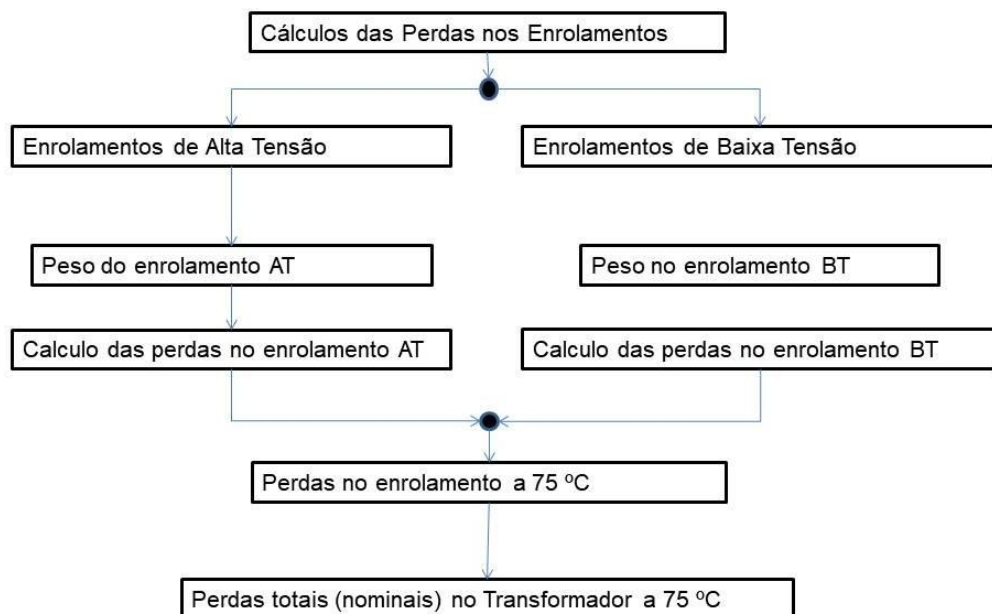 Cálculos das Perdas nos Enrolamentos
Enrolamentos de Alta Tensão
Enrolamentos de Baixa Tensão
Peso do enrolamento AT
Peso no enrolamento BT
Calculo das perdas no enrolamento AT
Calculo das perdas no enrolamento BT
Perdas no enrolamento a 75 ºC
Perdas totais (nominais) no Transformador a 75 ºC